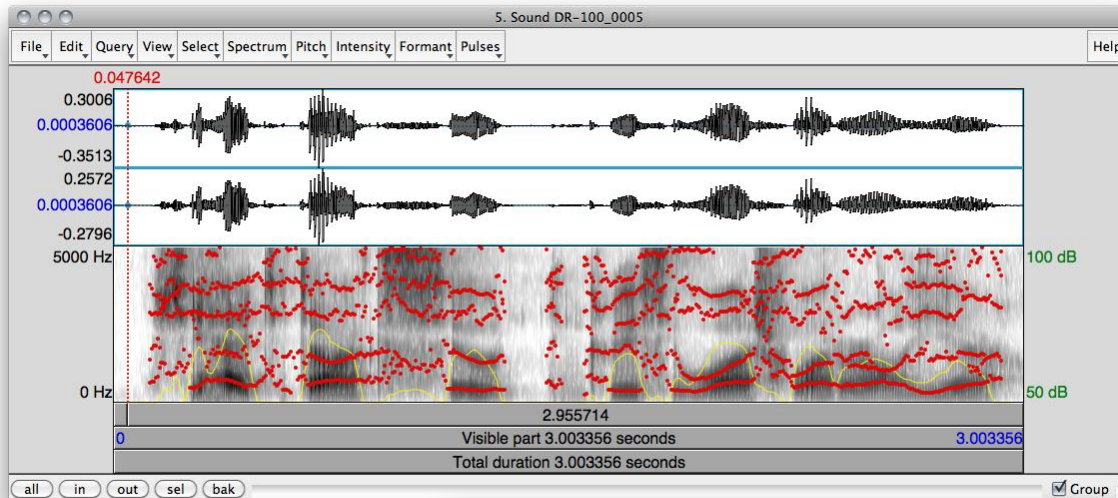 5. Sound DR-100_0005
File Edit Query View Select Spectrum Pitch Intensity Formant Pulses Help
0.047642
0.3006
0.0003606
-0.3513
0.2572
0.0003606
-0.2796
5000 Hz 100 dB
0 Hz 50 dB
2.955714
0 Visible part 3.003356 seconds 3.003356
Total duration 3.003356 seconds
all in out sel bak Group